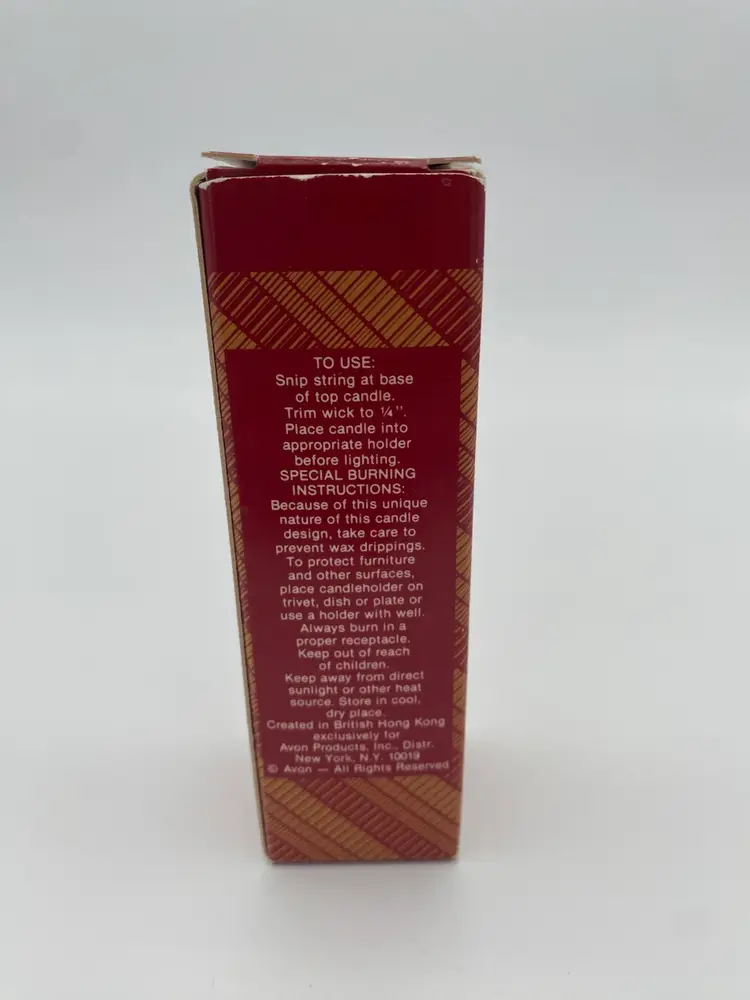 TO USE:
Snip string at base
of top candle.
Trim wick to ¼''.
Place candle into
appropriate holder
before lighting.
SPECIAL BURNING
INSTRUCTIONS:
Because of this unique
nature of this candle
design, take care to
prevent wax drippings.
To protect furniture
and other surfaces,
place candleholder on
trivet, dish or plate or
use a holder with well.
Always burn in a
proper receptacle.
Keep out of reach
of children.
Keep away from direct
sunlight or other heat
source. Store in cool,
dry place.
Created in British Hong Kong
exclusively for
Avon Products, Inc., Distr.
New York, N.Y. 10019
© Avon — All Rights Reserved